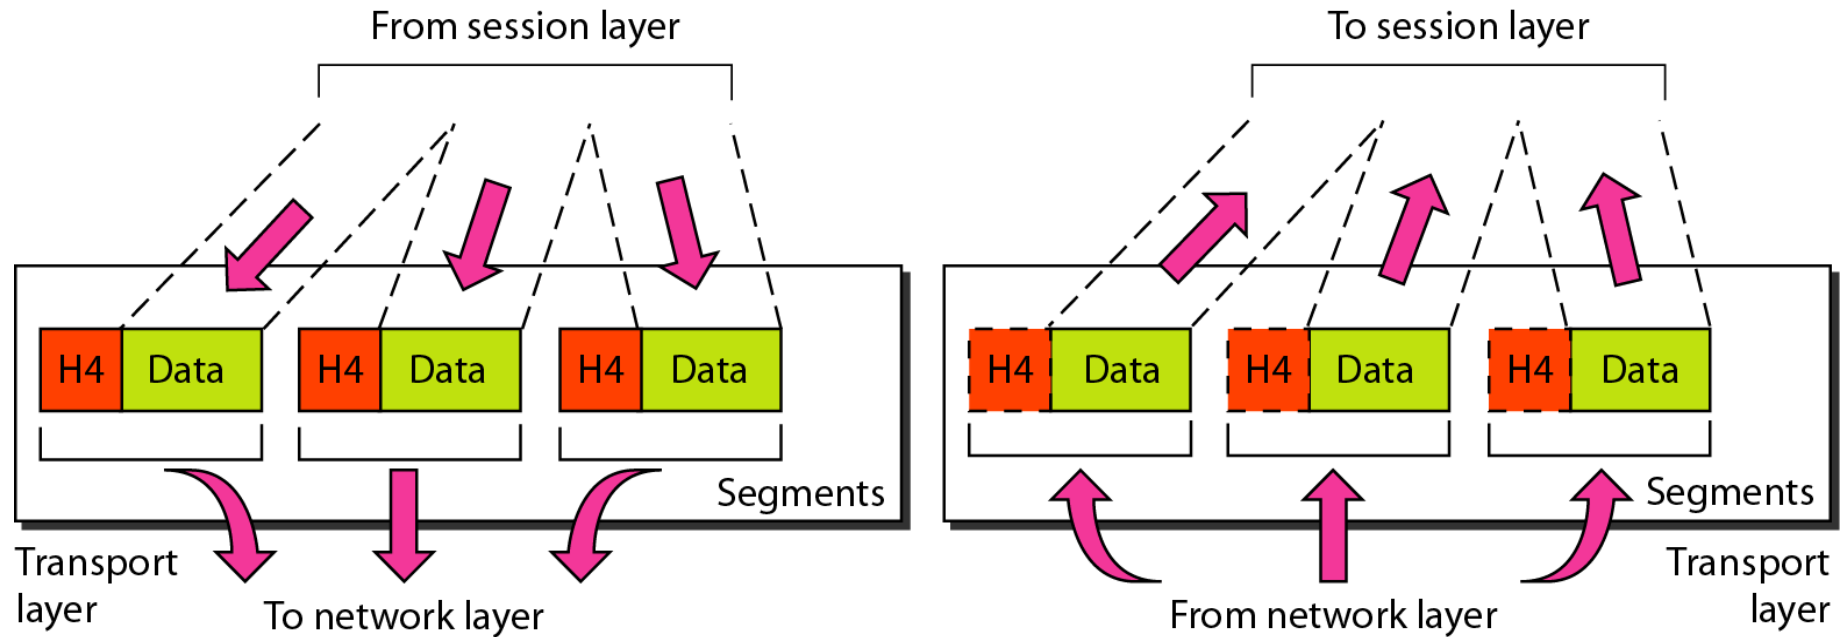 From session layer
H4 Data H4 Data H4 Data
Segments
Transport
layer
To network layer
To session layer
H4 Data H4 Data H4 Data
Segments
From network layer
Transport
layer